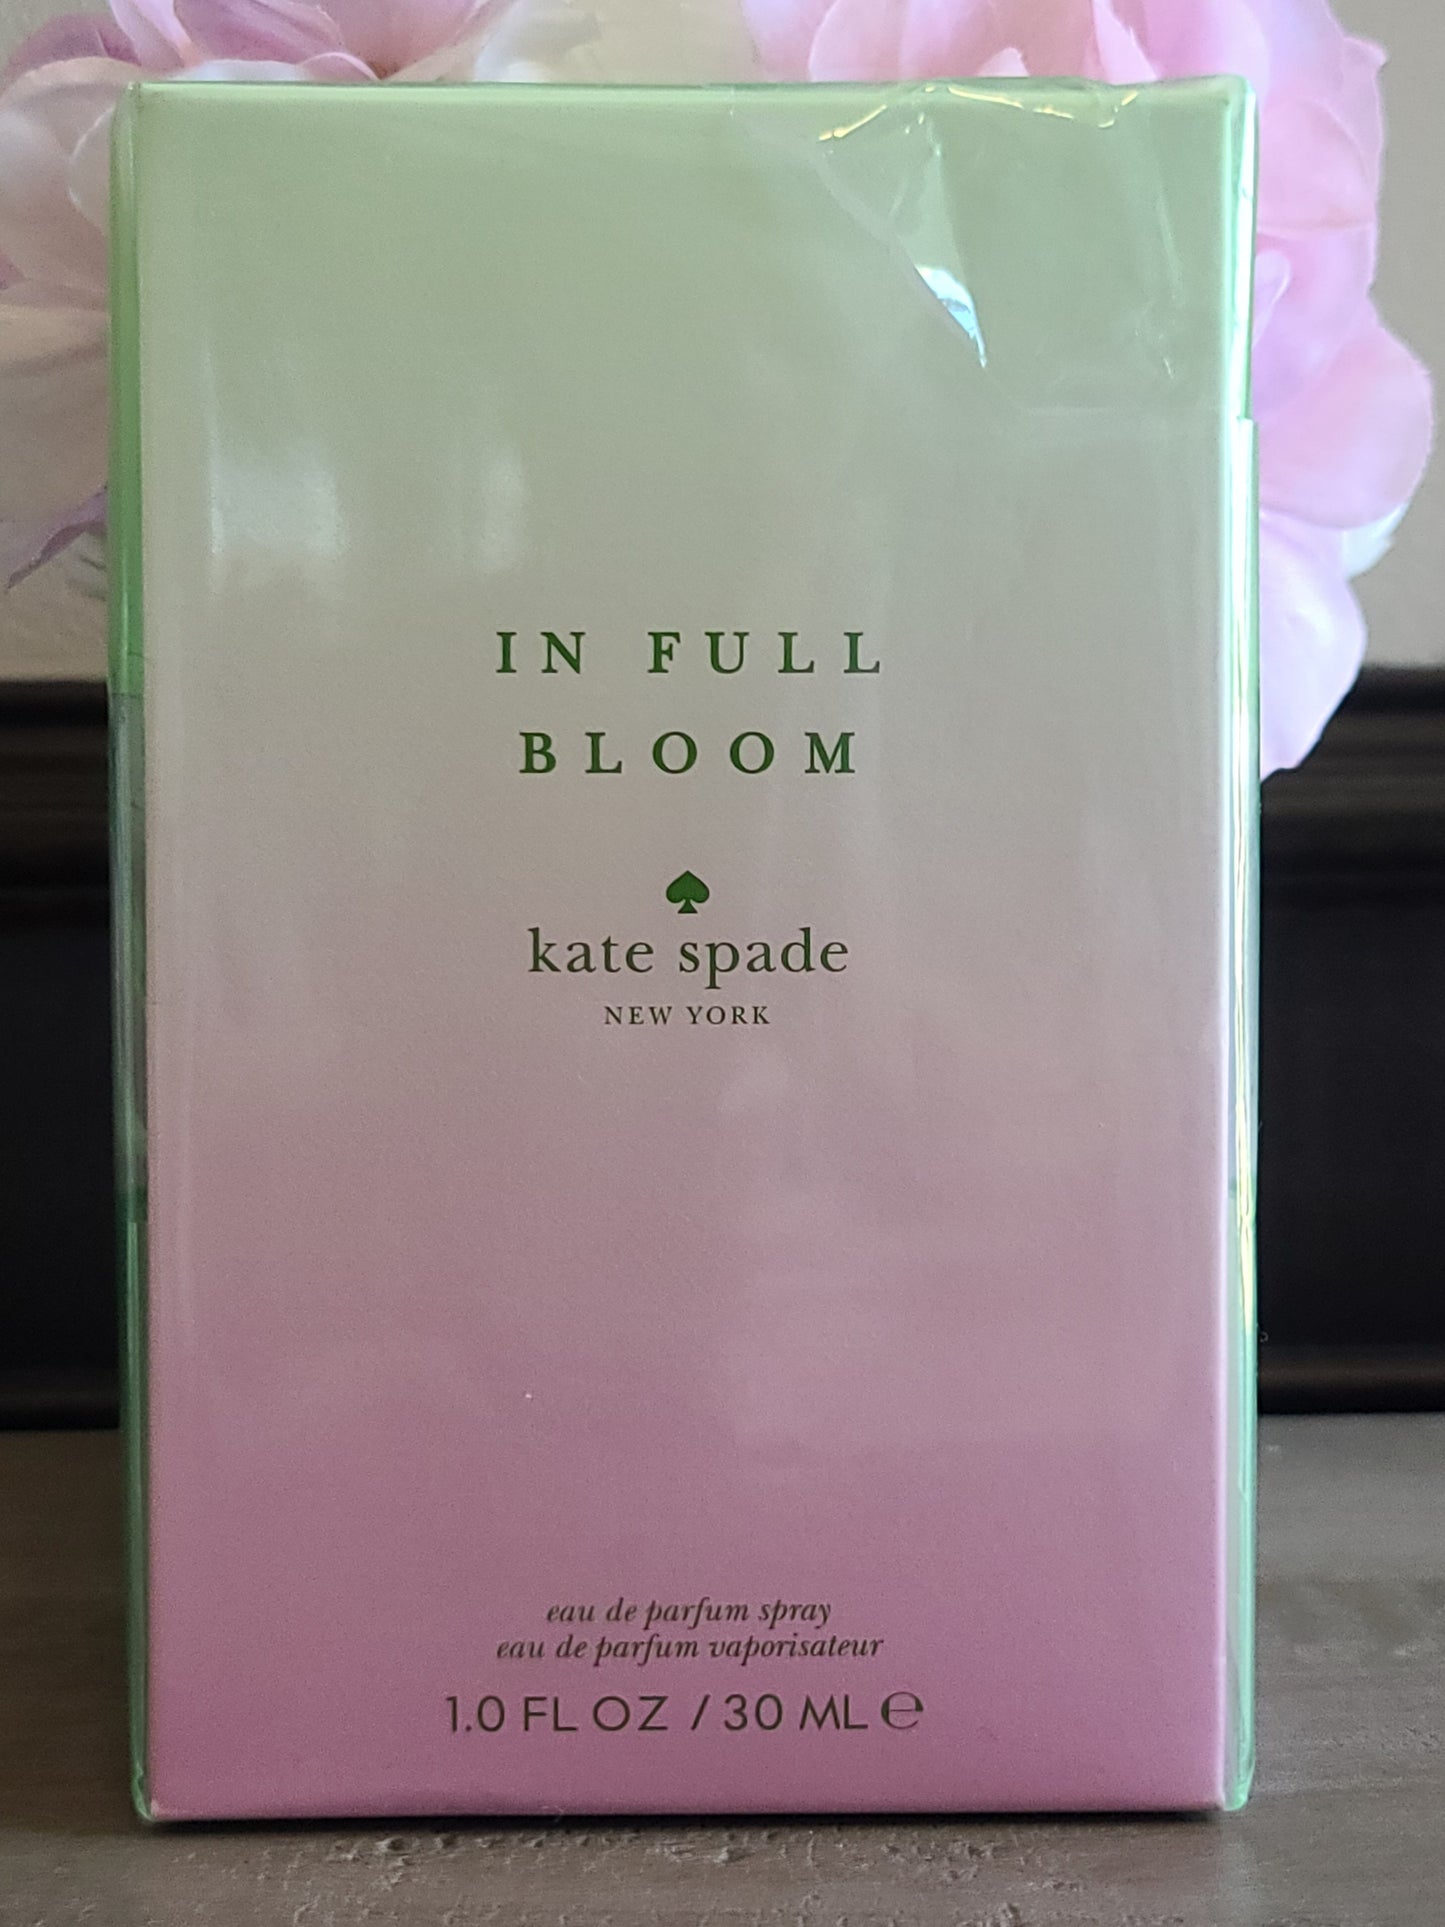 IN FULL
BLOOM
kate spade
NEW YORK
eau de parfum spray
eau de parfum vaporisateur
1.0 FL OZ / 30 ML ℮